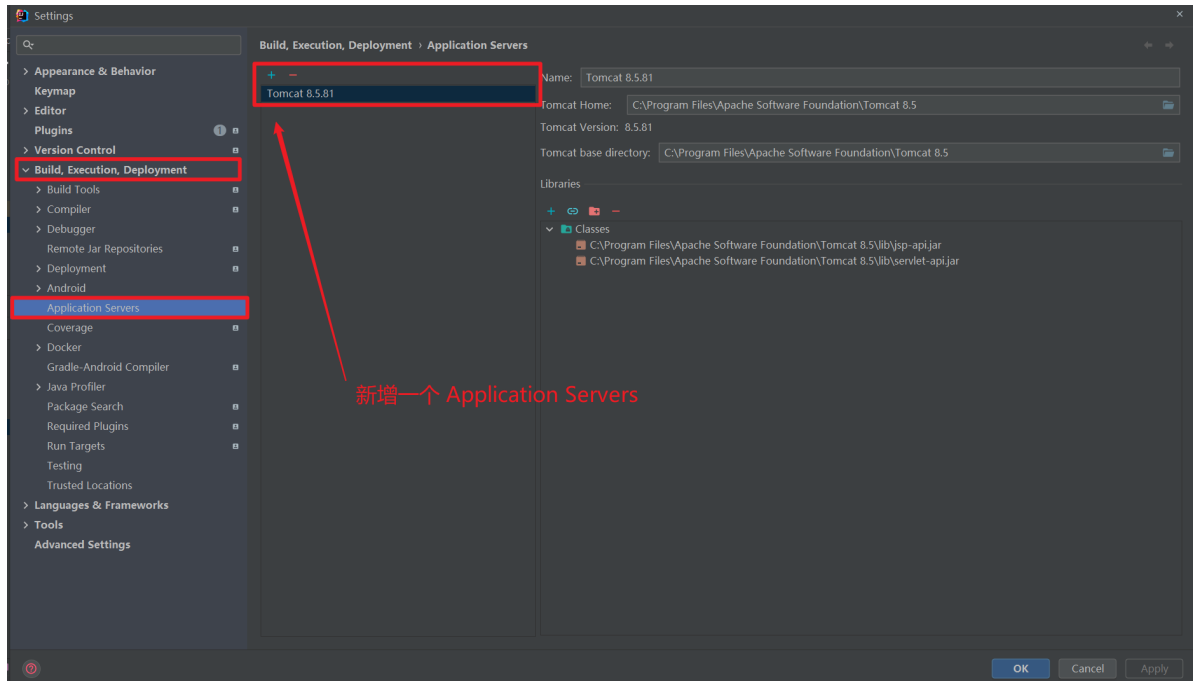 Settings
Appearance & Behavior
Keymap
Editor
Plugins 1
Version Control
Build, Execution, Deployment
Build Tools
Compiler
Debugger
Remote Jar Repositories
Deployment
Android
Application Servers
Coverage
Docker
Gradle-Android Compiler
Java Profiler
Package Search
Required Plugins
Run Targets
Testing
Trusted Locations
Languages & Frameworks
Tools
Advanced Settings
Build, Execution, Deployment › Application Servers
Tomcat 8.5.81
新增一个 Application Servers
Name: Tomcat 8.5.81
Tomcat Home: C:\Program Files\Apache Software Foundation\Tomcat 8.5
Tomcat Version: 8.5.81
Tomcat base directory: C:\Program Files\Apache Software Foundation\Tomcat 8.5
Libraries
Classes
C:\Program Files\Apache Software Foundation\Tomcat 8.5\lib\jsp-api.jar
C:\Program Files\Apache Software Foundation\Tomcat 8.5\lib\servlet-api.jar
OK Cancel Apply